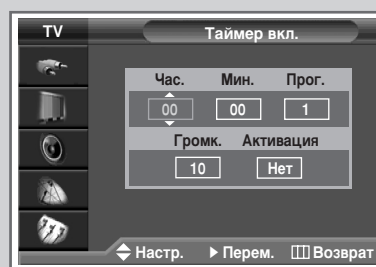 TV Таймер вкл.
Час. Мин. Прог.
00 00 1
Громк. Активация
10 Нет
Настр. Перем. Возврат